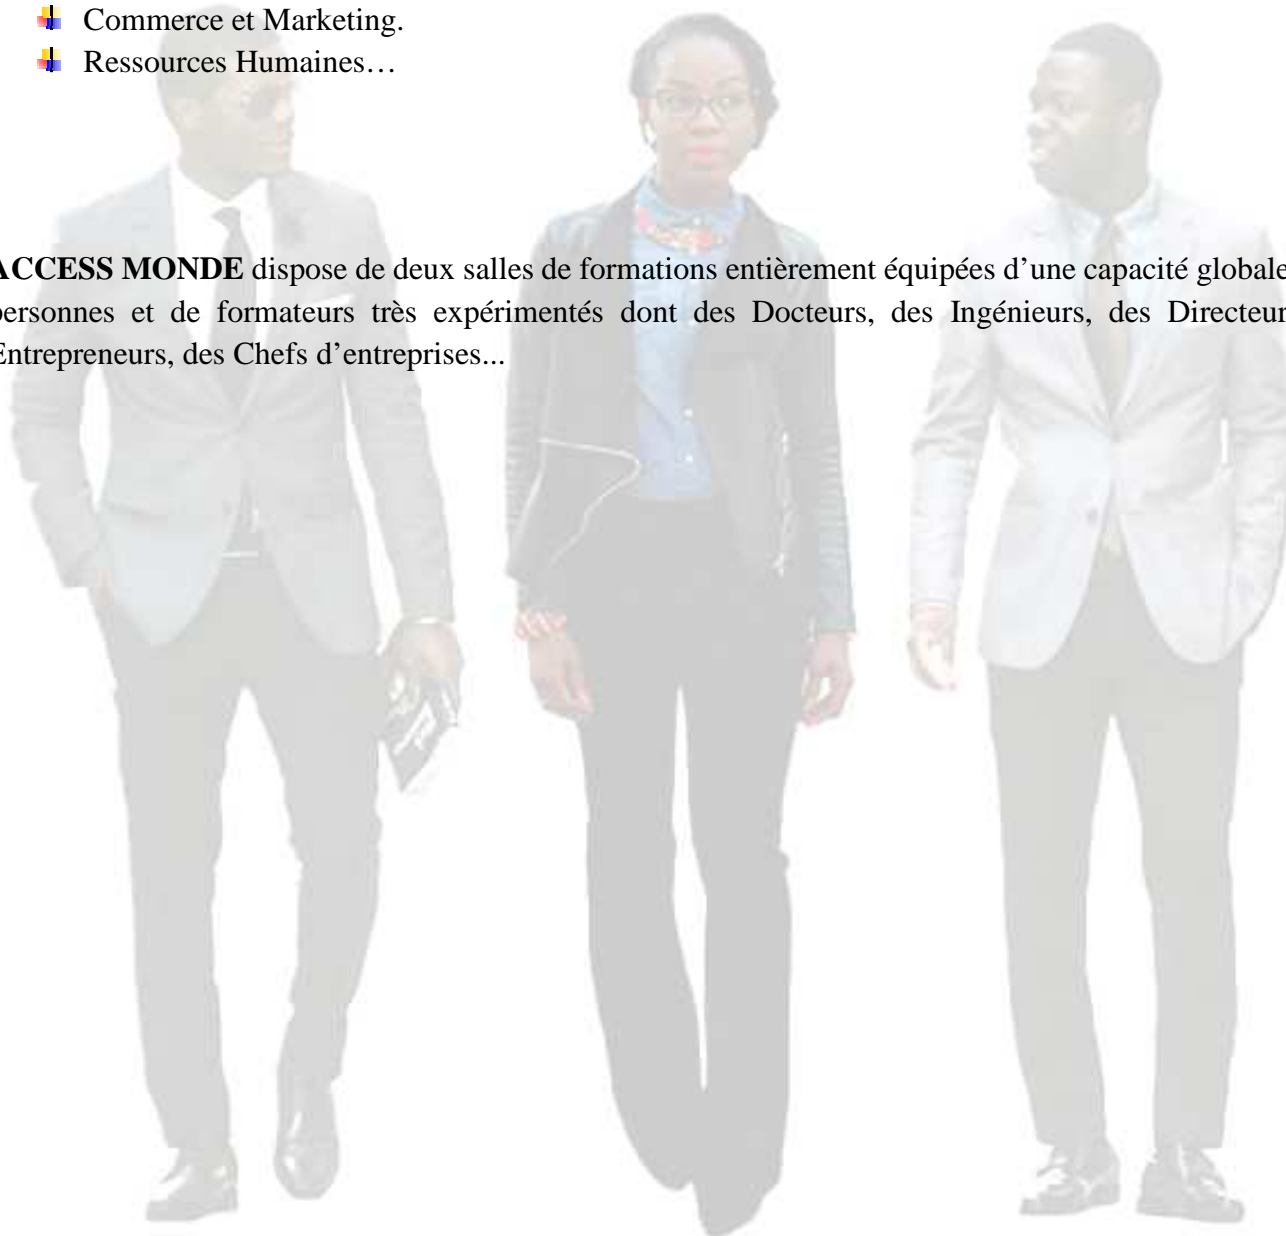 Commerce et Marketing.
Ressources Humaines…
ACCESS MONDE dispose de deux salles de formations entièrement équipées d’une capacité globale
personnes et de formateurs très expérimentés dont des Docteurs, des Ingénieurs, des Directeur
Entrepreneurs, des Chefs d’entreprises...